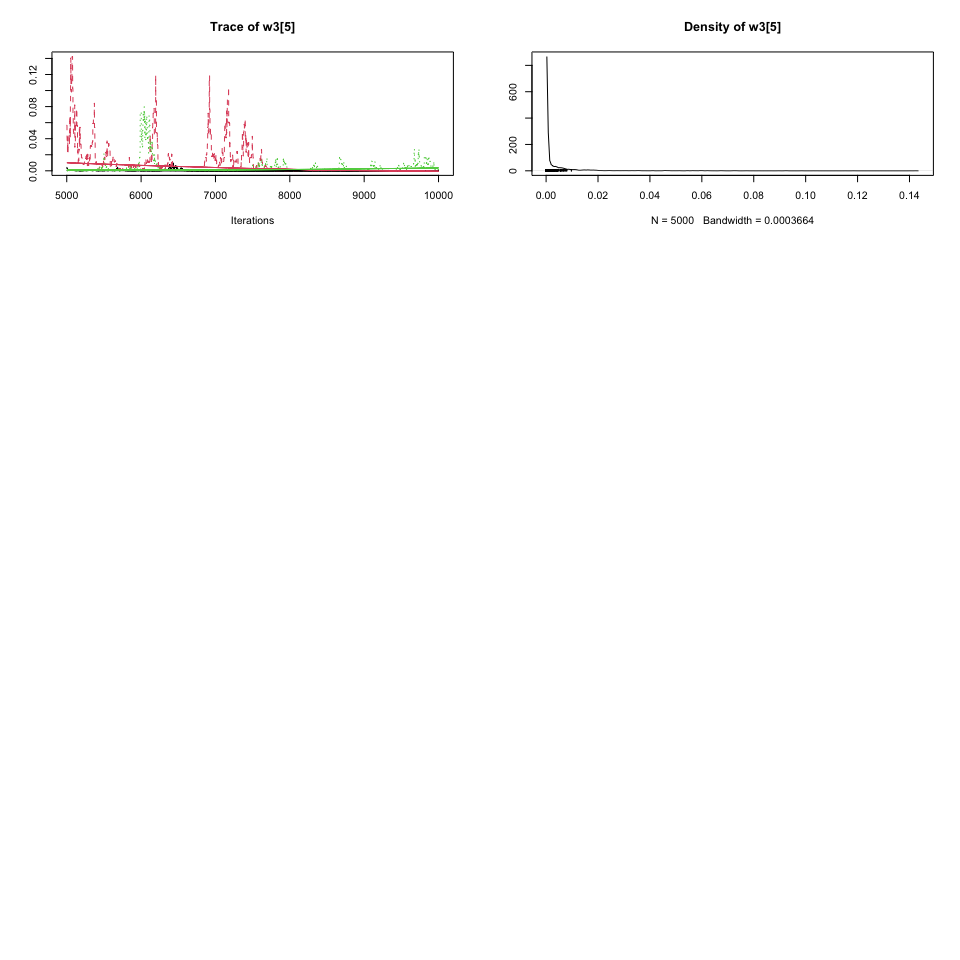 Trace of w3[5]
0.00 0.04 0.08 0.12
5000 6000 7000 8000 9000 10000
Iterations
Density of w3[5]
0 200 600
0.00 0.02 0.04 0.06 0.08 0.10 0.12 0.14
N = 5000 Bandwidth = 0.0003664